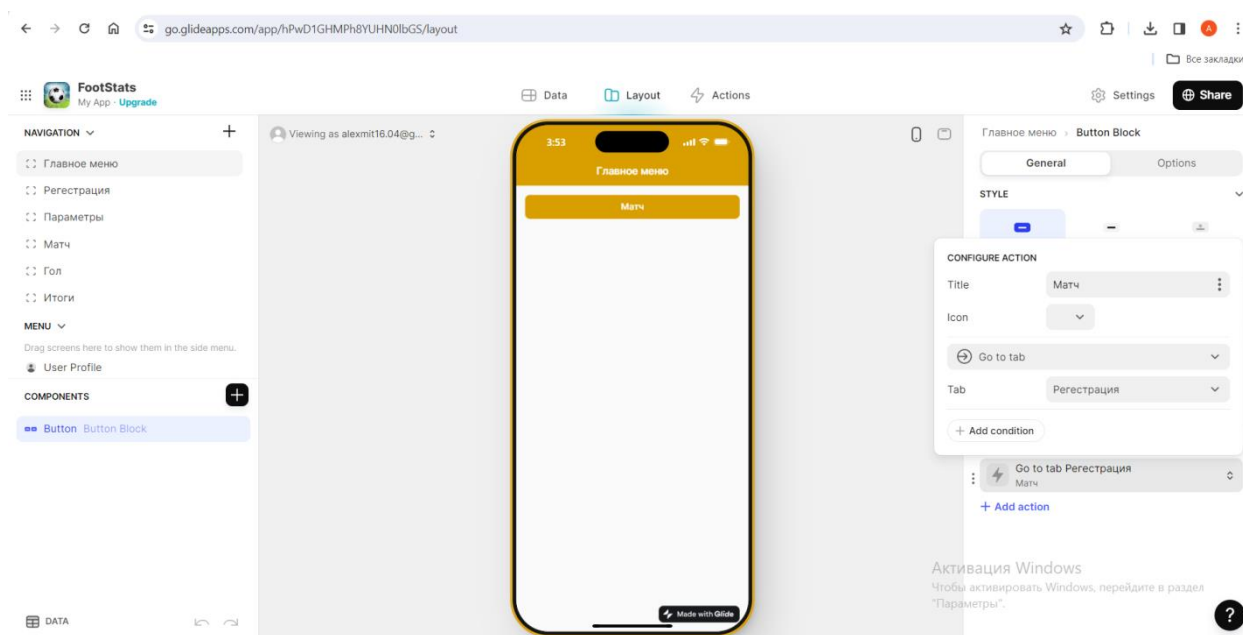 go.glideapps.com/app/hPwD1GHMPh8YUHN0lbGS/layout
A
Все закладки
FootStats
My App · Upgrade
Data
Layout
Actions
Settings
Share
NAVIGATION
Главное меню
Регестрация
Параметры
Матч
Гол
Итоги
MENU
Drag screens here to show them in the side menu.
User Profile
COMPONENTS
Button Button Block
DATA
Viewing as alexmit16.04@g...
3:53
Главное меню
Матч
Made with Glide
Главное меню › Button Block
General
Options
STYLE
CONFIGURE ACTION
Title Матч
Icon
Go to tab
Tab Регестрация
+ Add condition
Go to tab Регестрация
Матч
+ Add action
Активация Windows
Чтобы активировать Windows, перейдите в раздел
"Параметры".
?